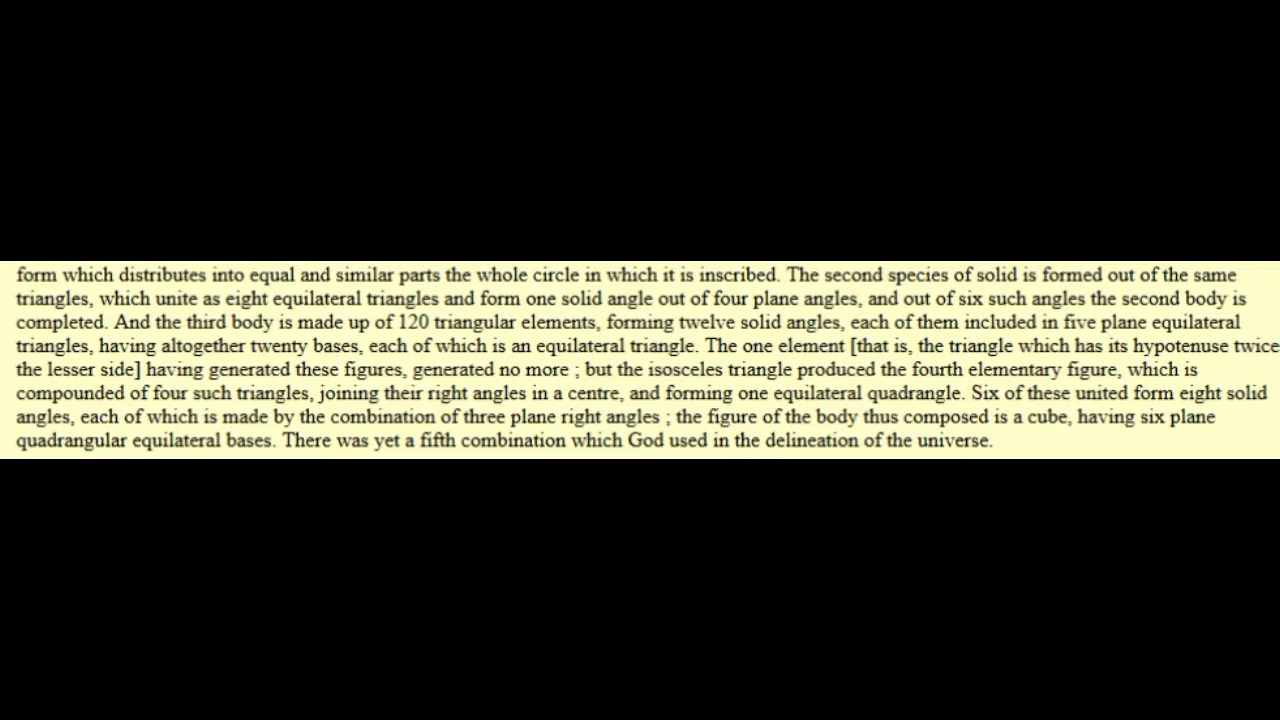 form which distributes into equal and similar parts the whole circle in which it is inscribed. The second species of solid is formed out of the same
triangles, which unite as eight equilateral triangles and form one solid angle out of four plane angles, and out of six such angles the second body is
completed. And the third body is made up of 120 triangular elements, forming twelve solid angles, each of them included in five plane equilateral
triangles, having altogether twenty bases, each of which is an equilateral triangle. The one element [that is, the triangle which has its hypotenuse twice
the lesser side] having generated these figures, generated no more ; but the isosceles triangle produced the fourth elementary figure, which is
compounded of four such triangles, joining their right angles in a centre, and forming one equilateral quadrangle. Six of these united form eight solid
angles, each of which is made by the combination of three plane right angles ; the figure of the body thus composed is a cube, having six plane
quadrangular equilateral bases. There was yet a fifth combination which God used in the delineation of the universe.